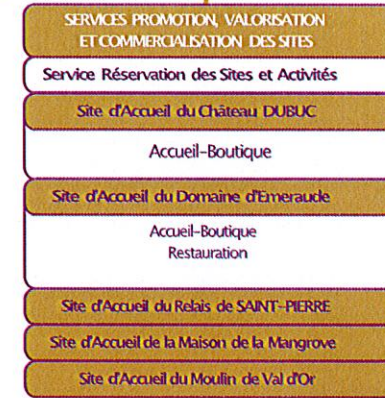 SERVICES PROMOTION, VALORISATION
ET COMMERCIALISATION DES SITES
Service Réservation des Sites et Activités
Site d'Accueil du Château DUBUC
Accueil-Boutique
Site d'Accueil du Domaine d'Emeraude
Accueil-Boutique
Restauration
Site d'Accueil du Relais de SAINT-PIERRE
Site d'Accueil de la Maison de la Mangrove
Site d'Accueil du Moulin de Val d'Or